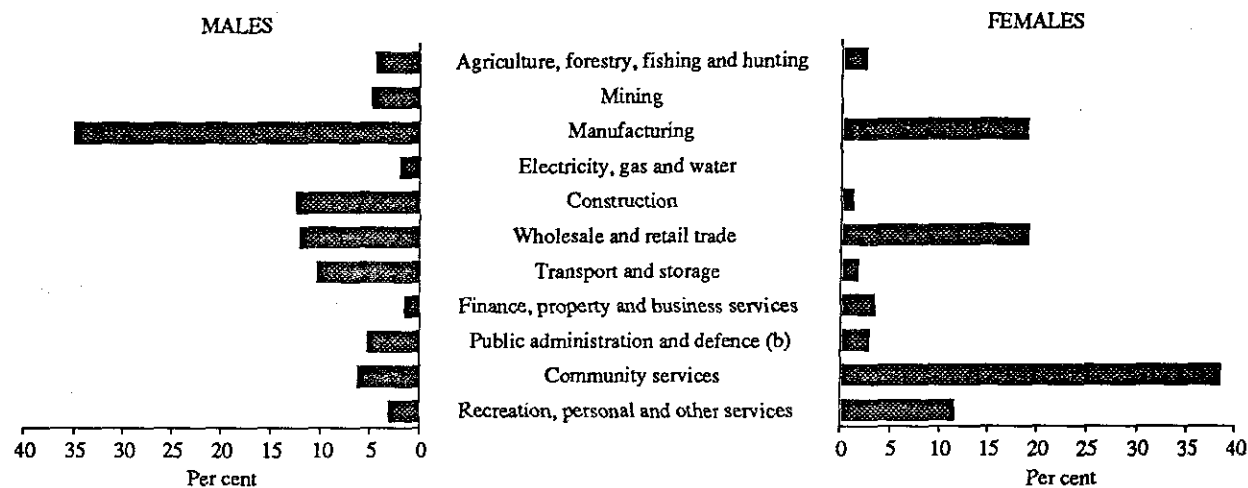 MALES
FEMALES
Agriculture, forestry, fishing and hunting
Mining
Manufacturing
Electricity, gas and water
Construction
Wholesale and retail trade
Transport and storage
Finance, property and business services
Public administration and defence (b)
Community services
Recreation, personal and other services
40 35 30 25 20 15 10 5 0
0 5 10 15 20 25 30 35 40
Per cent
Per cent